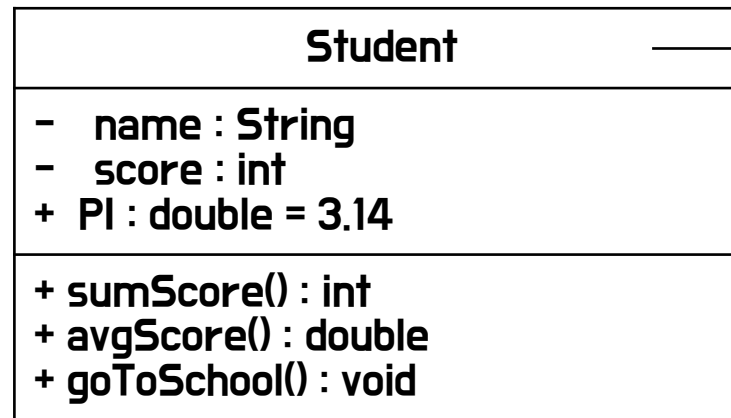 Student
- name : String
- score : int
+ PI : double = 3.14
+ sumScore() : int
+ avgScore() : double
+ goToSchool() : void